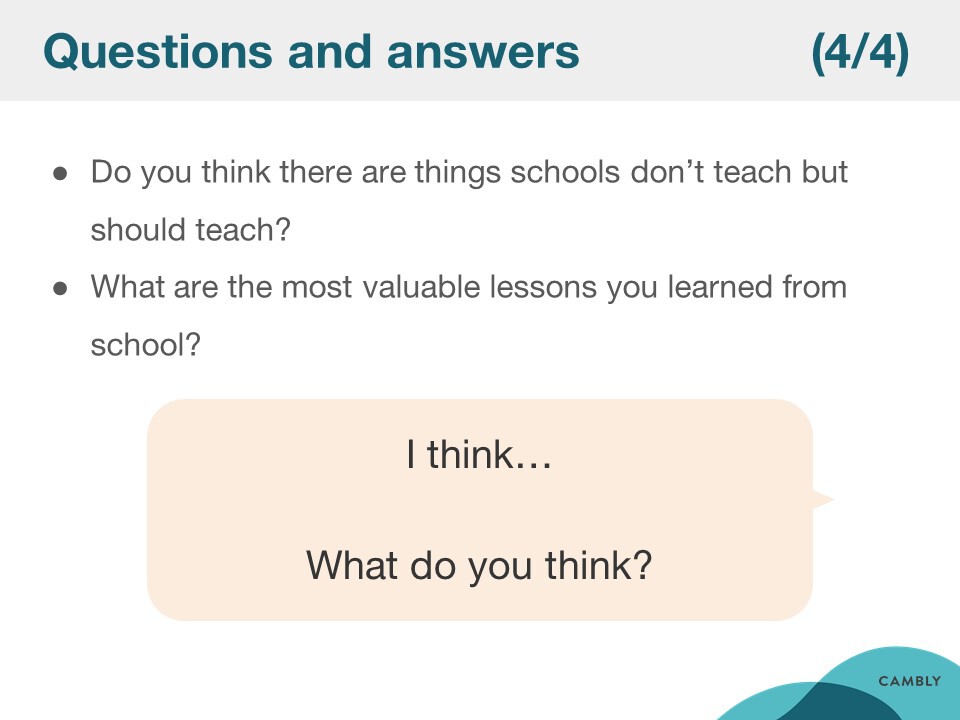 Questions and answers (4/4)
● Do you think there are things schools don’t teach but
should teach?
● What are the most valuable lessons you learned from
school?
I think…
What do you think?
CAMBLY